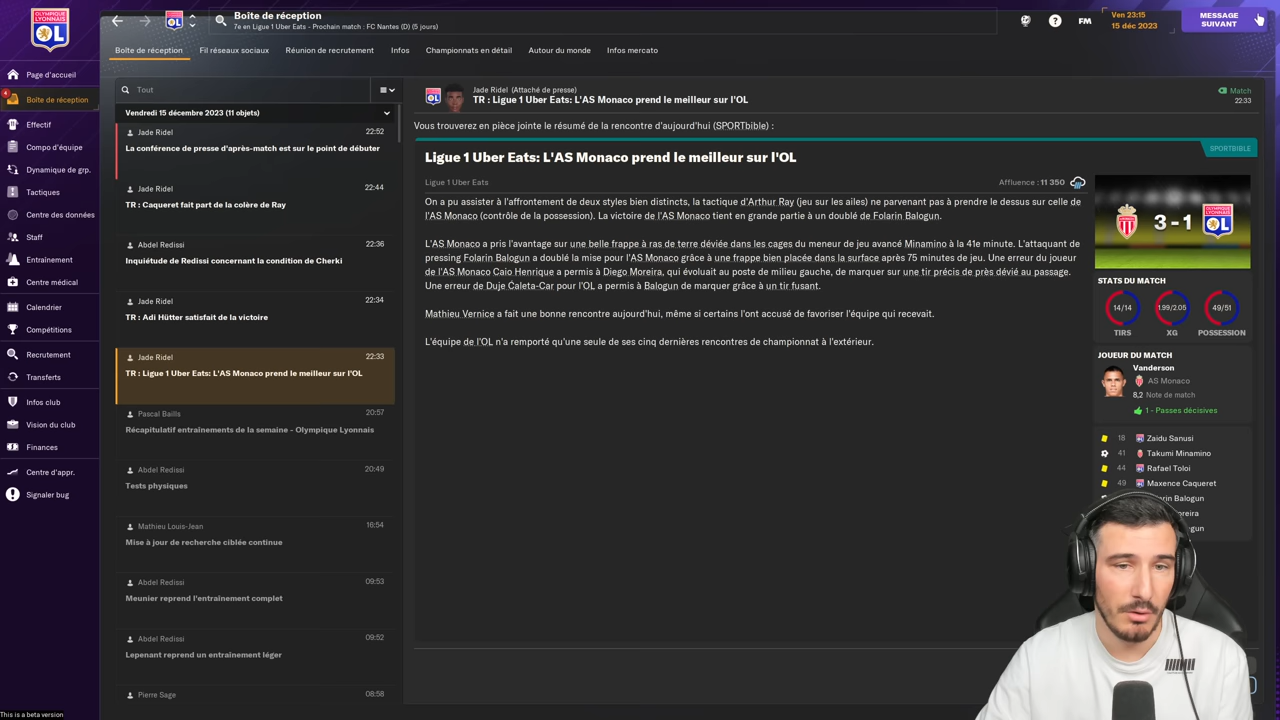 OLYMPIQUE
LYONNAIS
OL
Boîte de réception
7e en Ligue 1 Uber Eats - Prochain match : FC Nantes (D) (5 jours)
FM
Ven 23:15
15 déc 2023
MESSAGE
SUIVANT
Boîte de réception
Fil réseaux sociaux
Réunion de recrutement
Infos
Championnats en détail
Autour du monde
Infos mercato
Page d'accueil
4
Boîte de réception
Effectif
Compo d'équipe
Dynamique de grp.
Tactiques
Centre des données
Staff
Entraînement
Centre médical
Calendrier
Compétitions
Recrutement
Transferts
Infos club
Vision du club
Finances
Centre d'appr.
Signaler bug
This is a beta version
Tout
Vendredi 15 décembre 2023 (11 objets)
Jade Ridel 22:52
La conférence de presse d'après-match est sur le point de débuter
Jade Ridel 22:44
TR : Caqueret fait part de la colère de Ray
Abdel Redissi 22:36
Inquiétude de Redissi concernant la condition de Cherki
Jade Ridel 22:34
TR : Adi Hütter satisfait de la victoire
Jade Ridel 22:33
TR : Ligue 1 Uber Eats: L'AS Monaco prend le meilleur sur l'OL
Pascal Baills 20:57
Récapitulatif entraînements de la semaine - Olympique Lyonnais
Abdel Redissi 20:49
Tests physiques
Mathieu Louis-Jean 16:54
Mise à jour de recherche ciblée continue
Abdel Redissi 09:53
Meunier reprend l'entraînement complet
Abdel Redissi 09:52
Lepenant reprend un entraînement léger
Pierre Sage 08:58
Jade Ridel (Attaché de presse)
TR : Ligue 1 Uber Eats: L'AS Monaco prend le meilleur sur l'OL
Match
22:33
Vous trouverez en pièce jointe le résumé de la rencontre d'aujourd'hui (SPORTbible) :
Ligue 1 Uber Eats: L'AS Monaco prend le meilleur sur l'OL
SPORTBIBLE
Ligue 1 Uber Eats
Affluence : 11 350
On a pu assister à l'affrontement de deux styles bien distincts, la tactique d'Arthur Ray (jeu sur les ailes) ne parvenant pas à prendre le dessus sur celle de
l'AS Monaco (contrôler la possession). La victoire de l'AS Monaco tient en grande partie à un doublé de Folarin Balogun.
L'AS Monaco a pris l'avantage sur une belle frappe à ras de terre déviée dans les cages du meneur de jeu avancé Minamino à la 41e minute. L'attaquant de
pressing Folarin Balogun a doublé la mise pour l'AS Monaco grâce à une frappe bien placée dans la surface après 75 minutes de jeu. Une erreur du joueur
de l'AS Monaco Caio Henrique a permis à Diego Moreira, qui évoluait au poste de milieu gauche, de marquer sur une tir précis de près dévié au passage.
Une erreur de Duje Ćaleta-Car pour l'OL a permis à Balogun de marquer grâce à un tir fusant.
Mathieu Vernice a fait une bonne rencontre aujourd'hui, même si certains l'ont accusé de favoriser l'équipe qui recevait.
L'équipe de l'OL n'a remporté qu'une seule de ses cinq dernières rencontres de championnat à l'extérieur.
3 - 1
STATS DU MATCH
14/14
1.99/2.05
49/51
TIRS
XG
POSSESSION
JOUEUR DU MATCH
Vanderson
AS Monaco
8,2 Note de match
1 - Passes décisives
18 Zaidu Sanusi
41 Takumi Minamino
44 Rafael Toloi
49 Maxence Caqueret
arin Balogun
oreira
gun